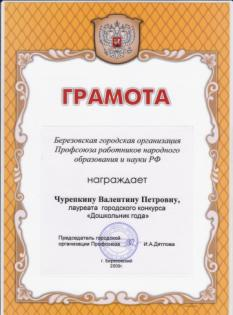 ГРАМОТА
Березовская городская организация
Профсоюза работников народного
образования и науки РФ
награждает
Чурепкину Валентину Петровну,
лауреата городского конкурса
«Дошкольник года»
Председатель городской
организации Профсоюза И.А.Дятлова
г. Березовский
2009г.